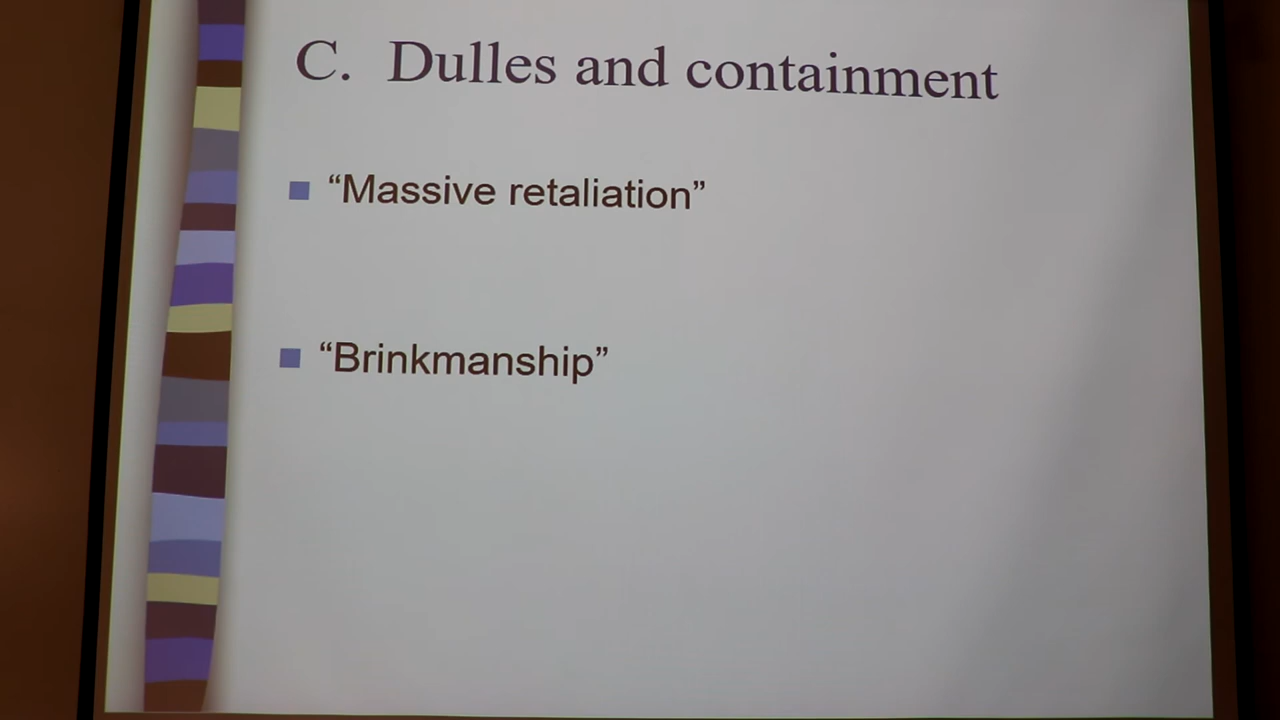 C. Dulles and containment
“Massive retaliation”
“Brinkmanship”